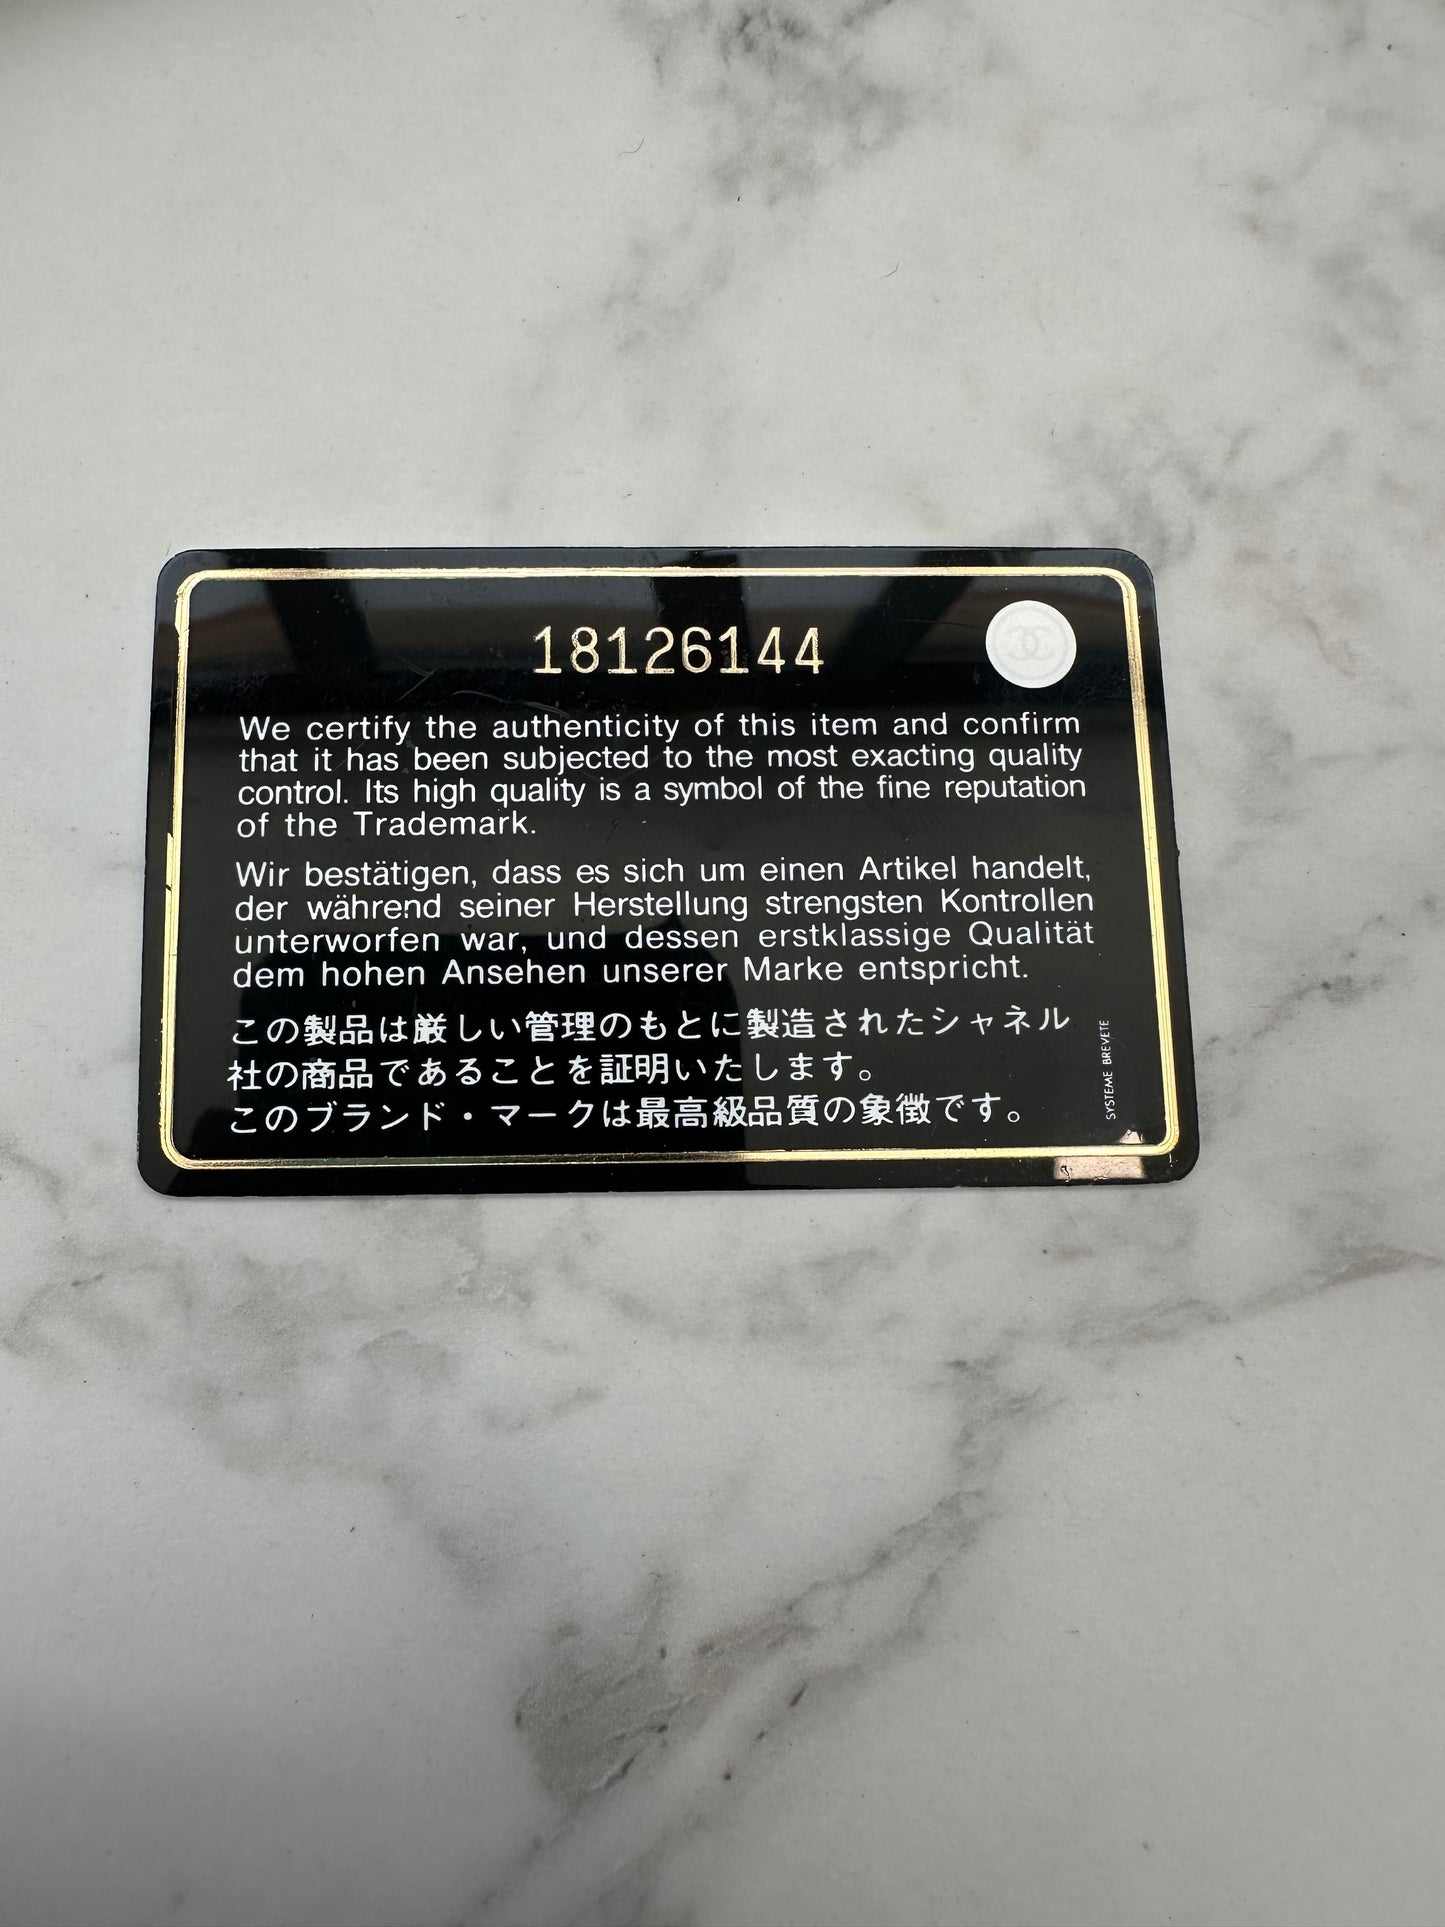 18126144
We certify the authenticity of this item and confirm
that it has been subjected to the most exacting quality
control. Its high quality is a symbol of the fine reputation
of the Trademark.
Wir bestätigen, dass es sich um einen Artikel handelt,
der während seiner Herstellung strengsten Kontrollen
unterworfen war, und dessen erstklassige Qualität
dem hohen Ansehen unserer Marke entspricht.
この製品は厳しい管理のもとに製造されたシャネル
社の商品であることを証明いたします。
このブランド・マークは最高級品質の象徴です。
SYSTEME BREVETE